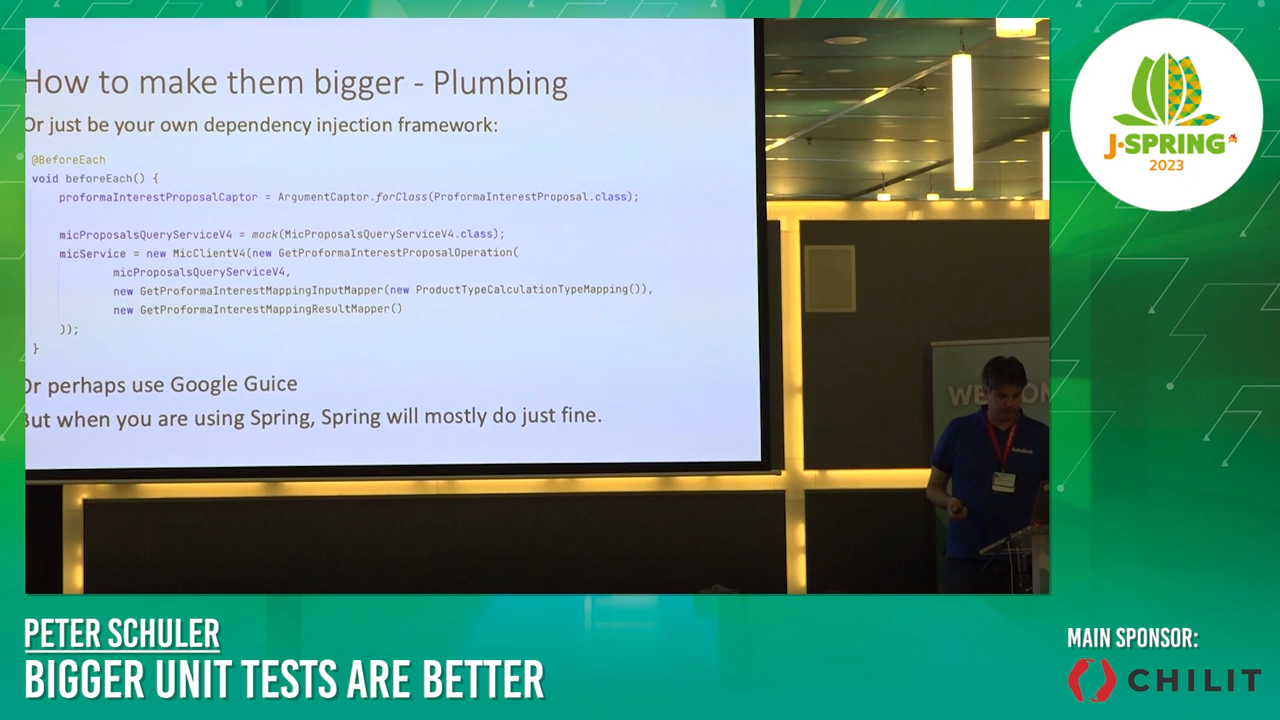 How to make them bigger - Plumbing
Or just be your own dependency injection framework:
@BeforeEach
void beforeEach() {
proformaInterestProposalCaptor = ArgumentCaptor.forClass(ProformaInterestProposal.class);
micProposalsQueryServiceV4 = mock(MicProposalsQueryServiceV4.class);
micService = new MicClientV4(new GetProformaInterestProposalOperation(
micProposalsQueryServiceV4,
new GetProformaInterestMappingInputMapper(new ProductTypeCalculationTypeMapping()),
new GetProformaInterestMappingResultMapper()
));
}
Or perhaps use Google Guice
But when you are using Spring, Spring will mostly do just fine.
J·SPRING
2023
PETER SCHULER
BIGGER UNIT TESTS ARE BETTER
MAIN SPONSOR:
CHILIT